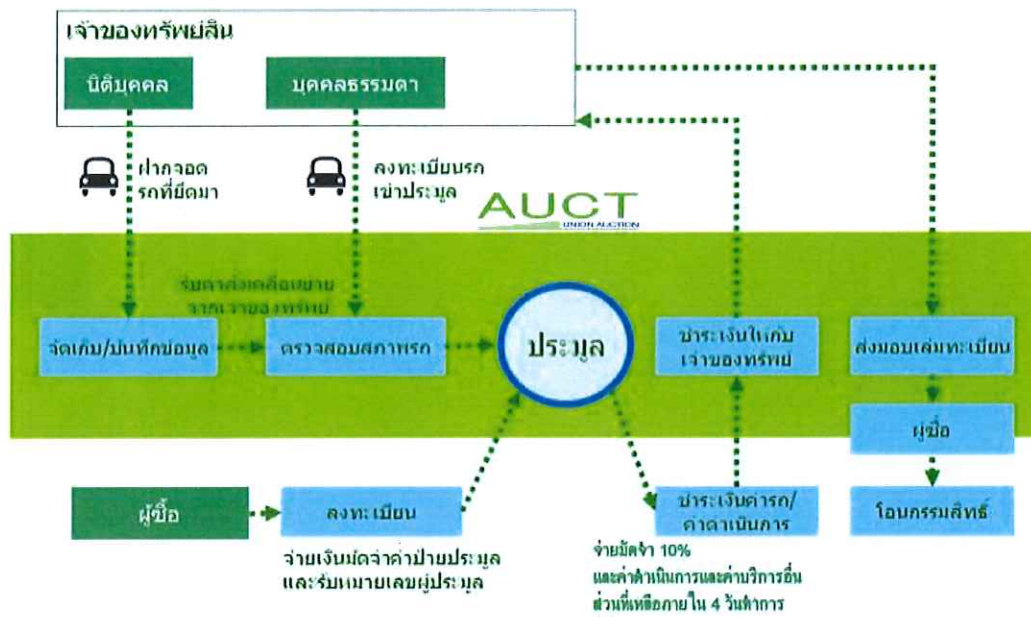 เจ้าของทรัพย์สิน
นิติบุคคล
บุคคลธรรมดา
ฝากจอด
รถที่ยึดมา
ลงทะเบียนรถ
เข้าประมูล
AUCT
UNION AUCTION
รับคำสั่งเคลื่อนย้าย
จากเจ้าของทรัพย์
จัดเก็บ/บันทึกข้อมูล
ตรวจสอบสภาพรถ
ประมูล
ชำระเงินให้กับ
เจ้าของทรัพย์
ส่งมอบเล่มทะเบียน
ผู้ซื้อ
ผู้ซื้อ
ลงทะเบียน
ชำระเงินค่ารถ/
ค่าดำเนินการ
โอนกรรมสิทธิ์
จ่ายเงินมัดจำค่าป้ายประมูล
และรับหมายเลขผู้ประมูล
จ่ายมัดจำ 10%
และค่าดำเนินการและค่าบริการอื่น
ส่วนที่เหลือภายใน 4 วันทำการ